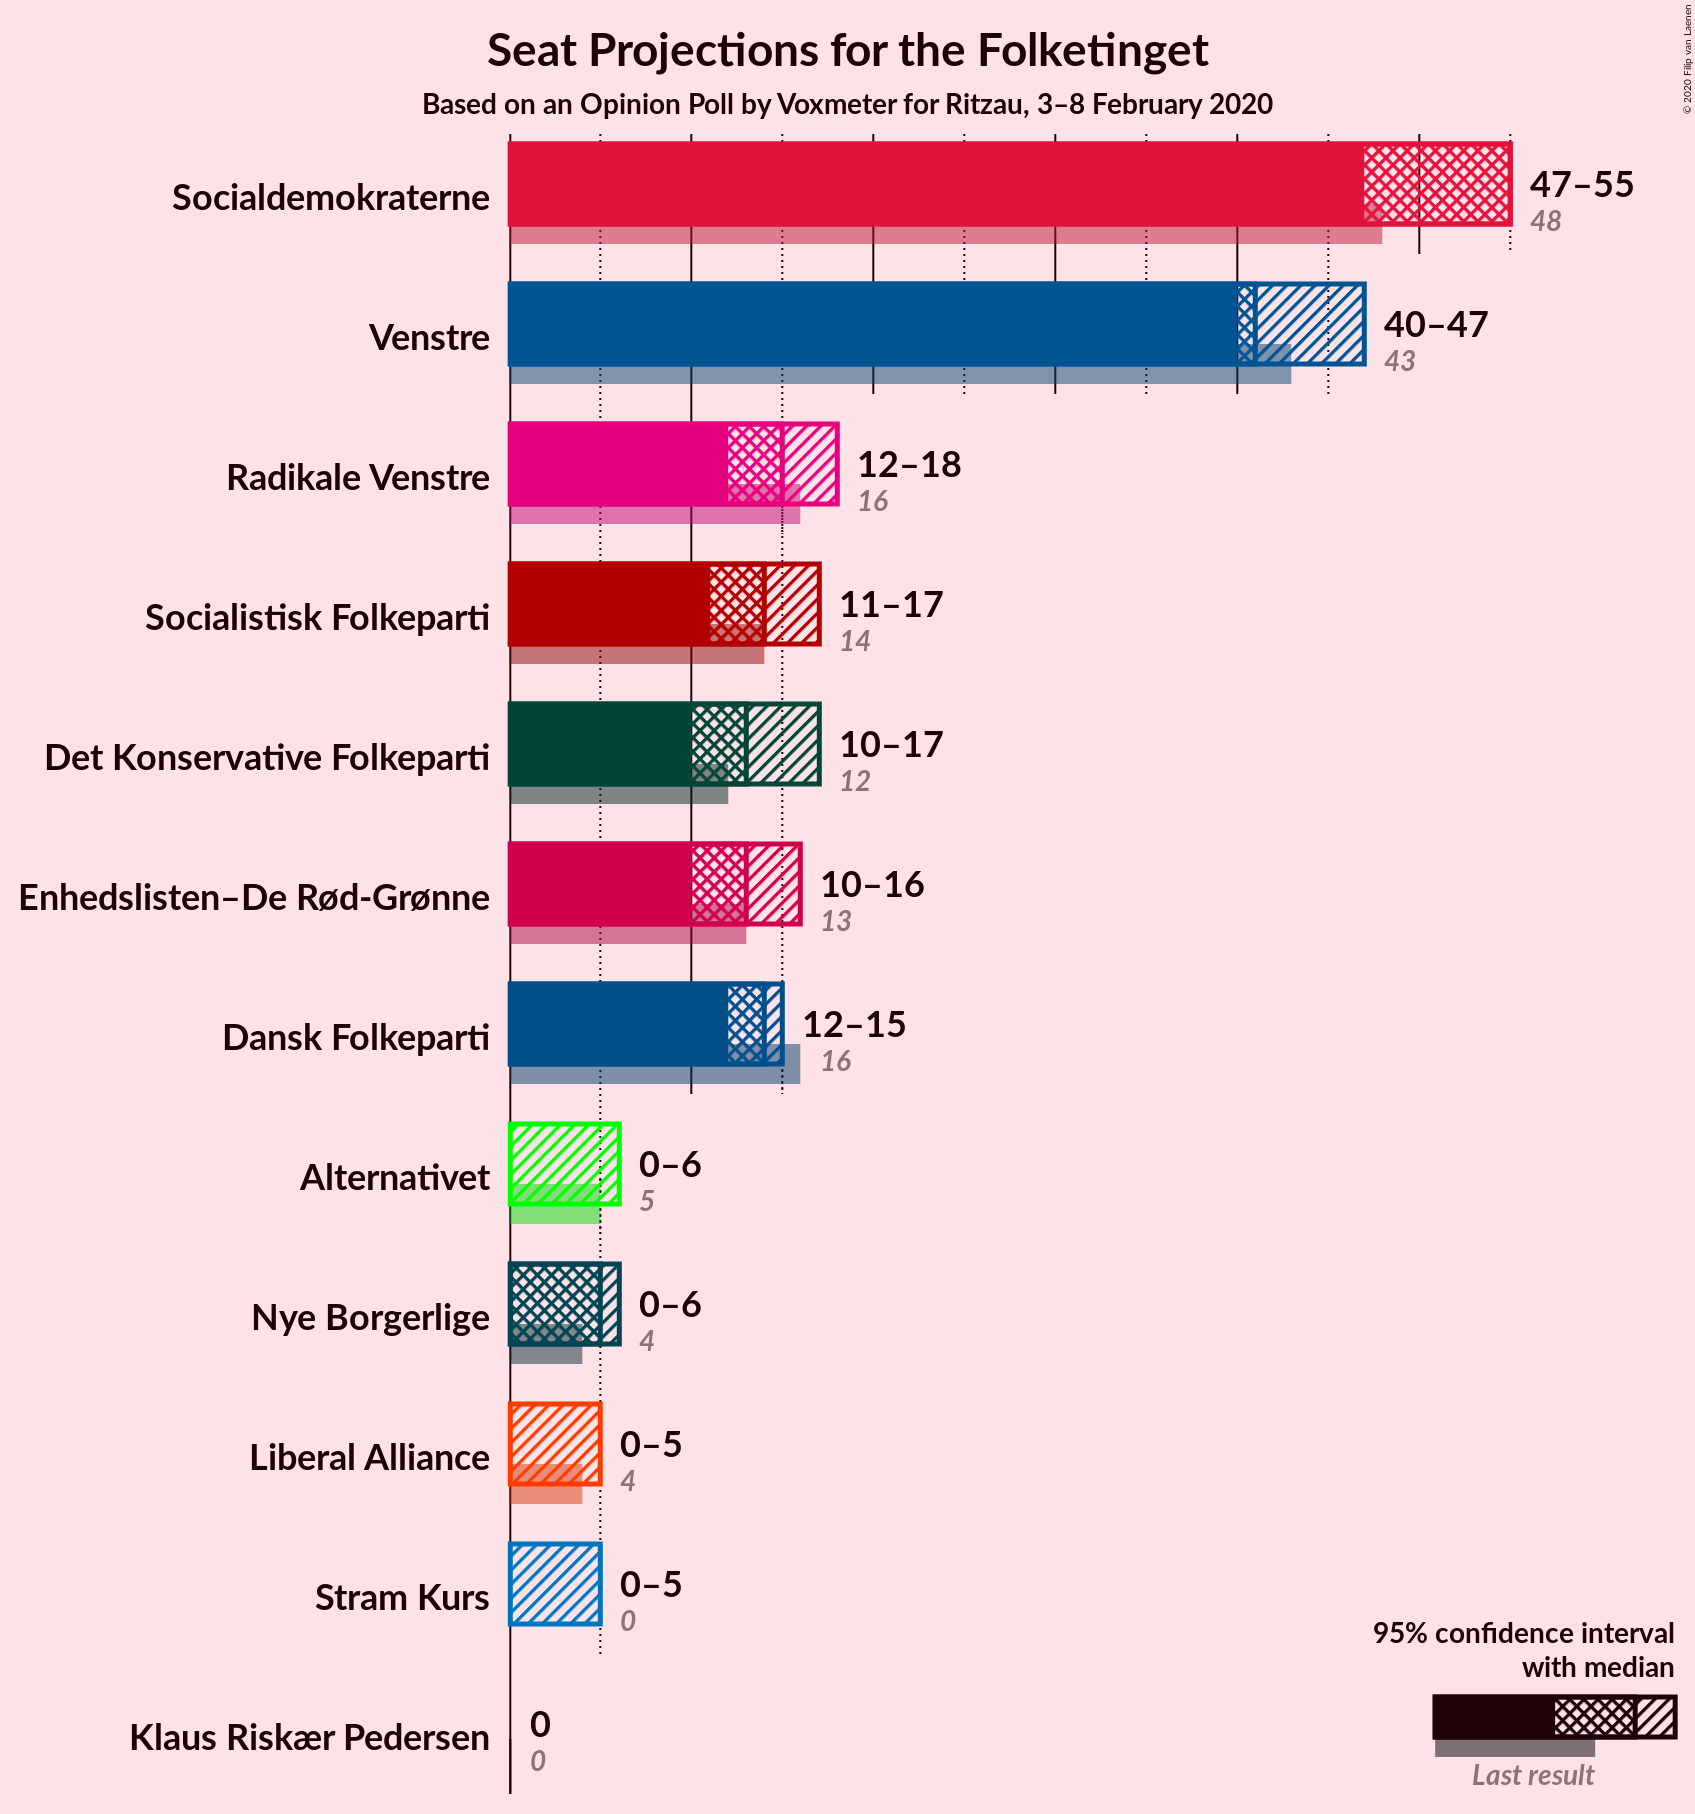 Seat Projections for the Folketinget
Based on an Opinion Poll by Voxmeter for Ritzau, 3–8 February 2020
© 2020 Filip van Laenen
Socialdemokraterne
47–55
48
Venstre
40–47
43
Radikale Venstre
12–18
16
Socialistisk Folkeparti
11–17
14
Det Konservative Folkeparti
10–17
12
Enhedslisten–De Rød-Grønne
10–16
13
Dansk Folkeparti
12–15
16
Alternativet
0–6
5
Nye Borgerlige
0–6
4
Liberal Alliance
0–5
4
Stram Kurs
0–5
0
Klaus Riskær Pedersen
0
0
95% confidence interval
with median
Last result